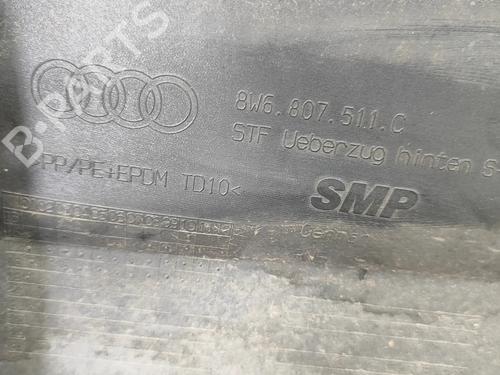 B-PARTS
8W6.807.511.C
STF Ueberzug hinten S
PP/PE+EPDM TD10<
SMP